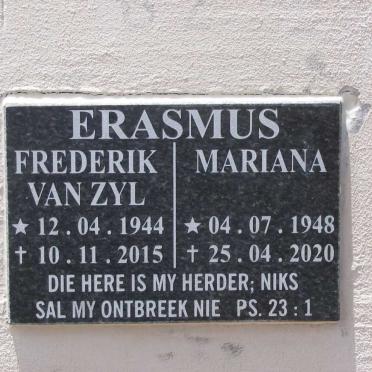 ERASMUS
FREDERIK
VAN ZYL
★ 12 . 04 . 1944
† 10 . 11 . 2015
MARIANA
★ 04 . 07 . 1948
† 25 . 04 . 2020
DIE HERE IS MY HERDER; NIKS
SAL MY ONTBREEK NIE PS. 23 : 1